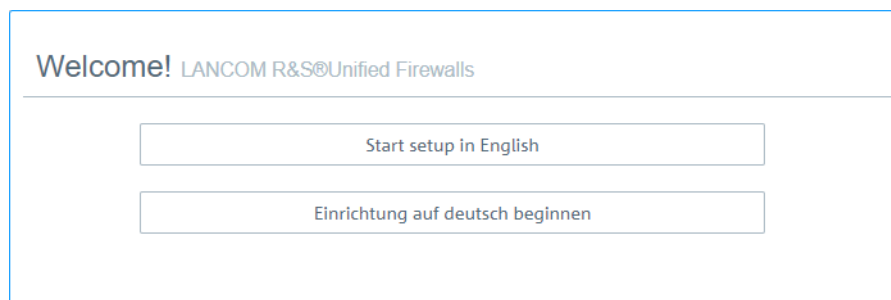 Welcome! LANCOM R&S®Unified Firewalls
Start setup in English
Einrichtung auf deutsch beginnen